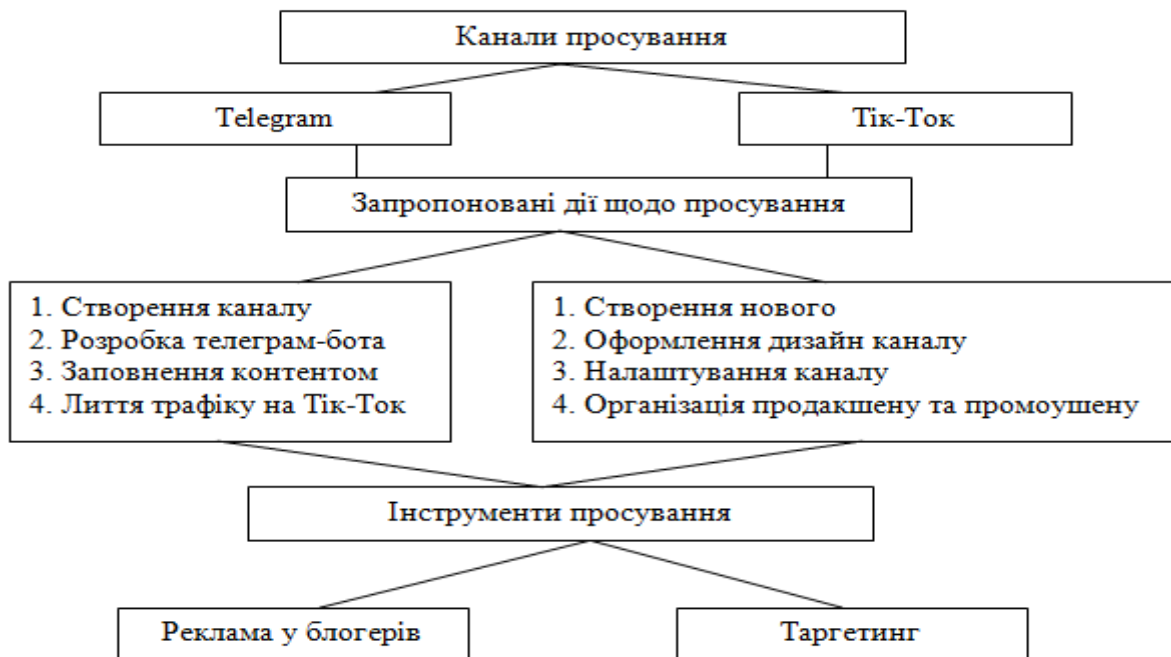 Канали просування
Telegram
Тік-Ток
Запропоновані дії щодо просування
1. Створення каналу
2. Розробка телеграм-бота
3. Заповнення контентом
4. Лиття трафіку на Тік-Ток
1. Створення нового
2. Оформлення дизайн каналу
3. Налаштування каналу
4. Організація продакшену та промоушену
Інструменти просування
Реклама у блогерів
Таргетинг